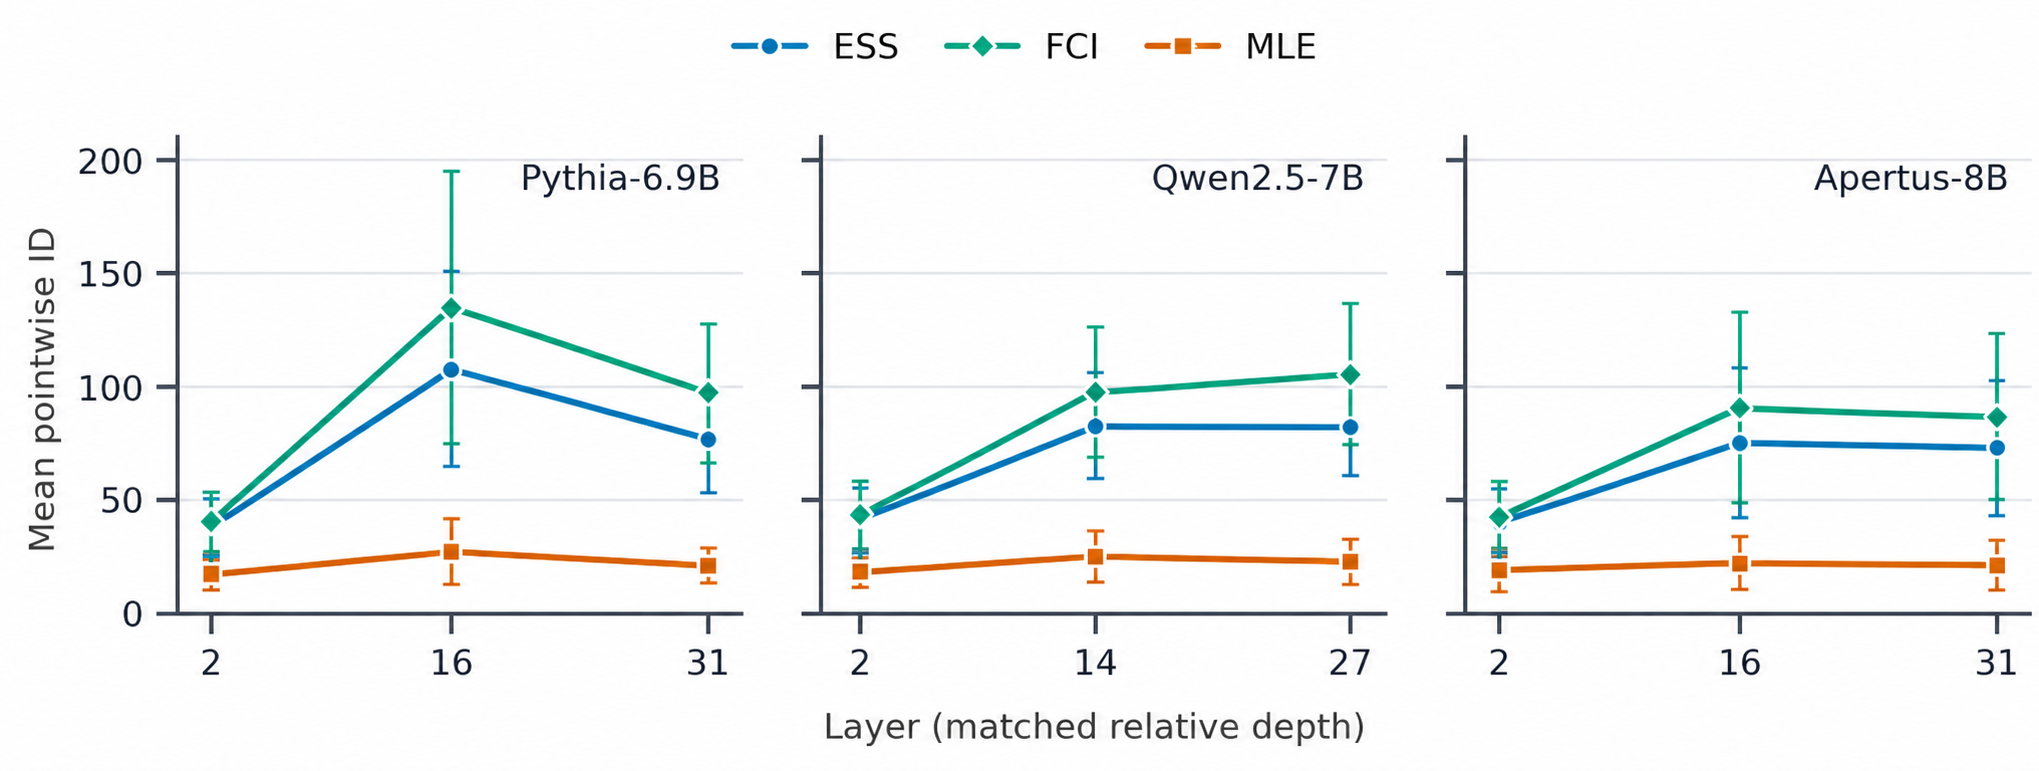 ESS FCI MLE
Pythia-6.9B Qwen2.5-7B Apertus-8B
Mean pointwise ID
200
150
100
50
0
2 16 31 2 14 27 2 16 31
Layer (matched relative depth)